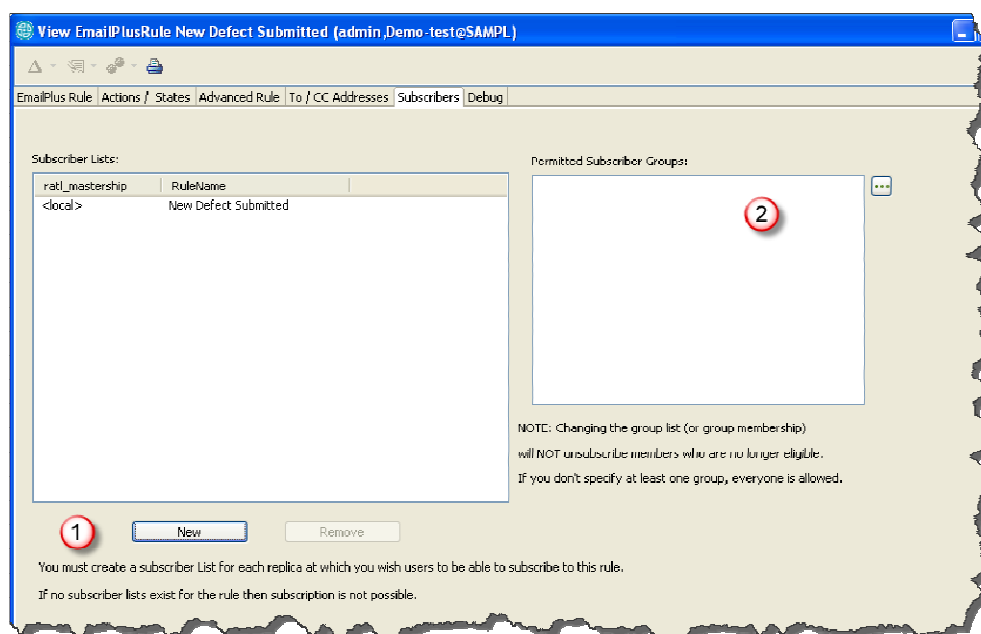 View EmailPlusRule New Defect Submitted (admin ,Demo-test@SAMPL)
EmailPlus Rule Actions / States Advanced Rule To / CC Addresses Subscribers Debug
Subscriber Lists:
ratl_mastership RuleName
<local> New Defect Submitted
Permitted Subscriber Groups:
2
NOTE: Changing the group list (or group membership)
will NOT unsubscribe members who are no longer eligible.
If you don't specify at least one group, everyone is allowed.
1 New Remove
You must create a subscriber List for each replica at which you wish users to be able to subscribe to this rule.
If no subscriber lists exist for the rule then subscription is not possible.